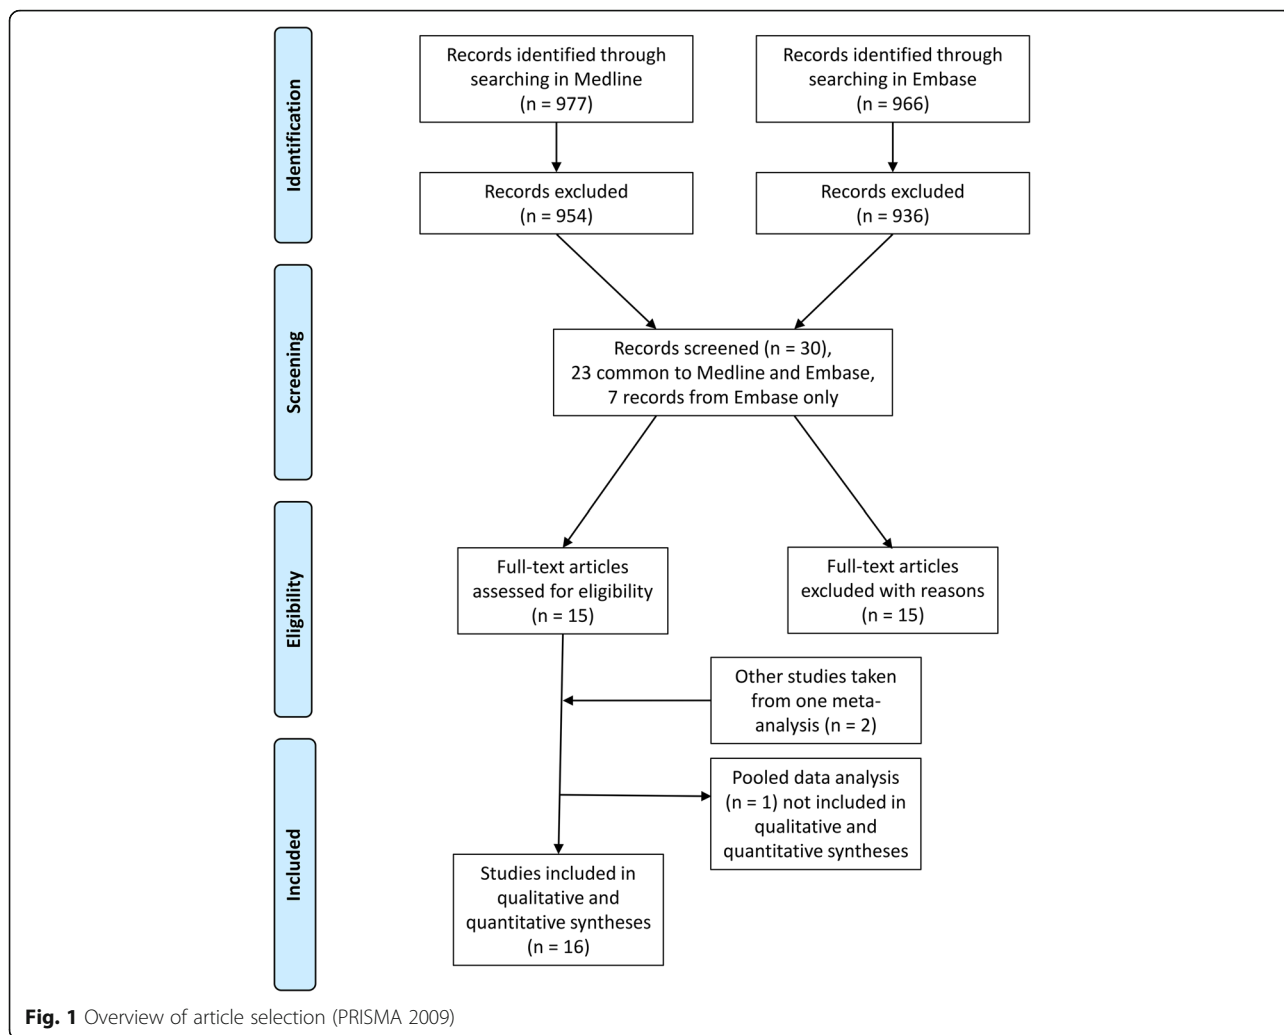 Identification
Records identified through
searching in Medline
(n = 977)
Records identified through
searching in Embase
(n = 966)
Records excluded
(n = 954)
Records excluded
(n = 936)
Screening
Records screened (n = 30),
23 common to Medline and Embase,
7 records from Embase only
Eligibility
Full-text articles
assessed for eligibility
(n = 15)
Full-text articles
excluded with reasons
(n = 15)
Other studies taken
from one meta-
analysis (n = 2)
Included
Pooled data analysis
(n = 1) not included in
qualitative and
quantitative syntheses
Studies included in
qualitative and
quantitative syntheses
(n = 16)
Fig. 1 Overview of article selection (PRISMA 2009)